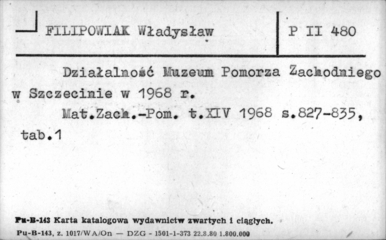 FILIPOWIAK Władysław
P II 480
Działalność Muzeum Pomorza Zachodniego
w Szczecinie w 1968 r.
Mat.Zach.-Pom. t.XIV 1968 s.827-835,
tab.1
Pu-B-143 Karta katalogowa wydawnictw zwartych i ciągłych.
Pu-B-143, z. 1017/WA/On — DZG - 1501-1-373 22.8.80 1.800.000